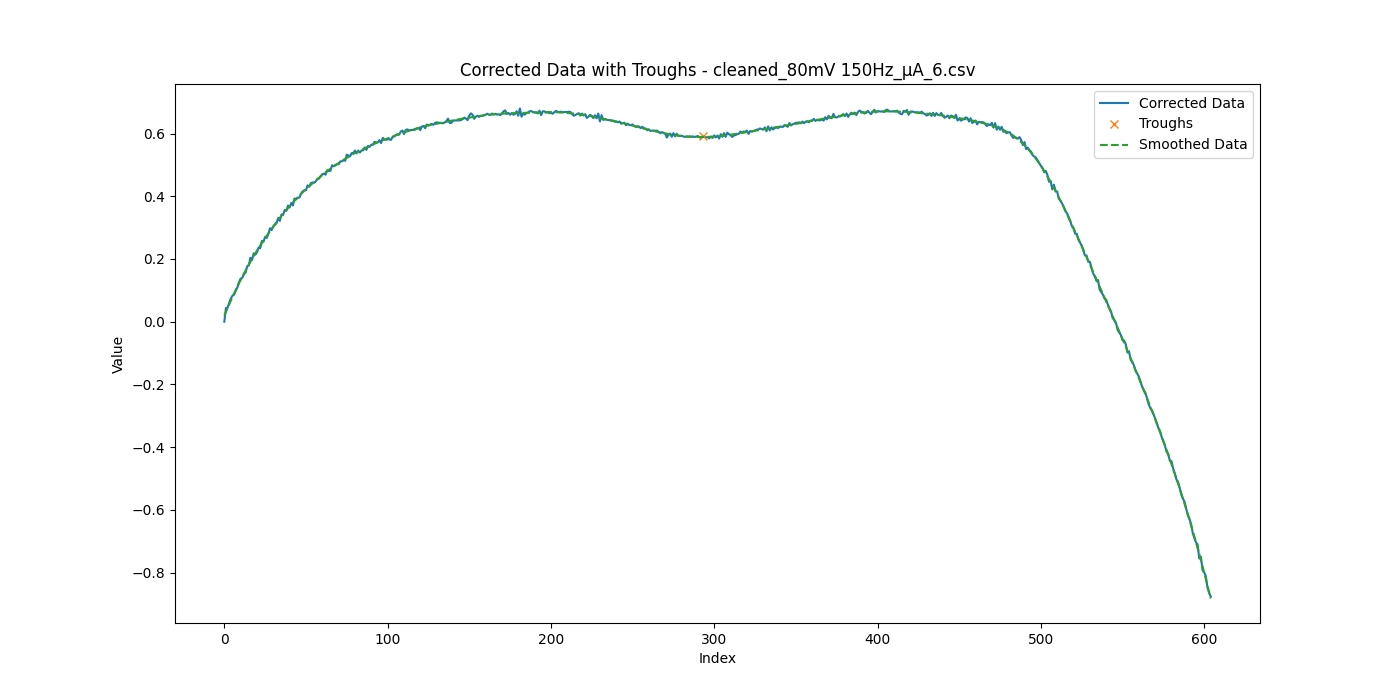 Corrected Data with Troughs - cleaned_80mV 150Hz_μA_6.csv
Corrected Data
Troughs
Smoothed Data
Value
0.6
0.4
0.2
0.0
−0.2
−0.4
−0.6
−0.8
0 100 200 300 400 500 600
Index